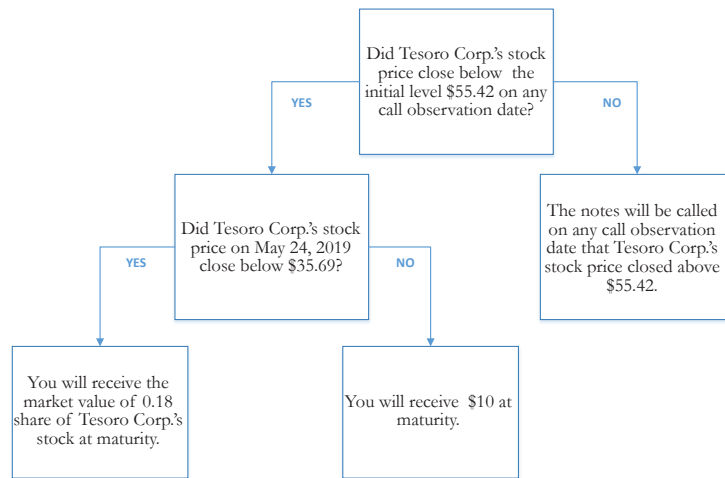 Did Tesoro Corp.'s stock
price close below the
initial level $55.42 on any
call observation date?
YES
NO
Did Tesoro Corp.'s stock
price on May 24, 2019
close below $35.69?
The notes will be called
on any call observation
date that Tesoro Corp.'s
stock price closed above
$55.42.
YES
NO
You will receive the
market value of 0.18
share of Tesoro Corp.'s
stock at maturity.
You will receive $10 at
maturity.